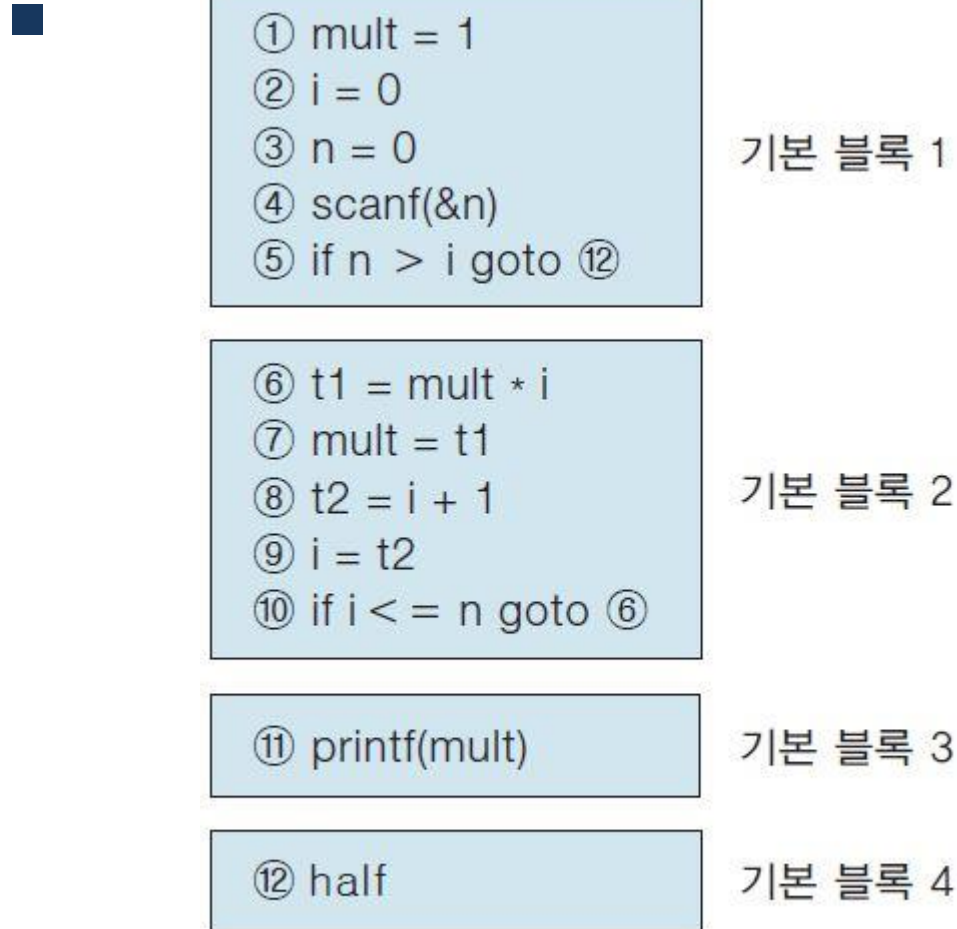 ① mult = 1
② i = 0
③ n = 0
④ scanf(&n)
⑤ if n > i goto ⑫
기본 블록 1
⑥ t1 = mult * i
⑦ mult = t1
⑧ t2 = i + 1
⑨ i = t2
⑩ if i < = n goto ⑥
기본 블록 2
⑪ printf(mult)
기본 블록 3
⑫ half
기본 블록 4